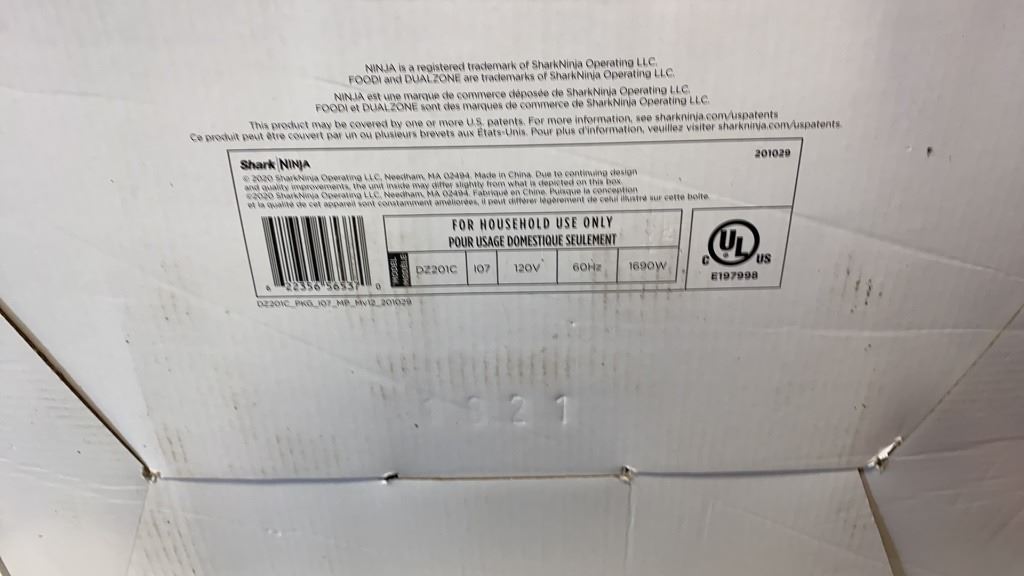 NINJA is a registered trademark of SharkNinja Operating LLC.
FOODI and DUALZONE are trademarks of SharkNinja Operating LLC.
NINJA est une marque de commerce déposée de SharkNinja Operating LLC.
FOODI et DUALZONE sont des marques de commerce de SharkNinja Operating LLC.
This product may be covered by one or more U.S. patents. For more information, see sharkninja.com/uspatents
Ce produit peut être couvert par un ou plusieurs brevets aux États-Unis. Pour plus d'information, veuillez visiter sharkninja.com/uspatents.
Shark NINJA
201029
© 2020 SharkNinja Operating LLC, Needham, MA 02494. Made in China. Due to continuing design
and quality improvements, the unit inside may differ slightly from what is depicted on this box.
©2020 SharkNinja Operating LLC, Needham, MA 02494. Fabriqué en Chine. Puisque la conception
et la qualité de cet appareil sont constamment améliorées, il peut différer légèrement de celui illustré sur cette boîte.
FOR HOUSEHOLD USE ONLY
POUR USAGE DOMESTIQUE SEULEMENT
MODEL
MODÈLE
DZ201C 107 120V 60Hz 1690W
C UL US
E197998
22356 56537 0
DZ201C_PKG_107_MP_Mv12_201029
321